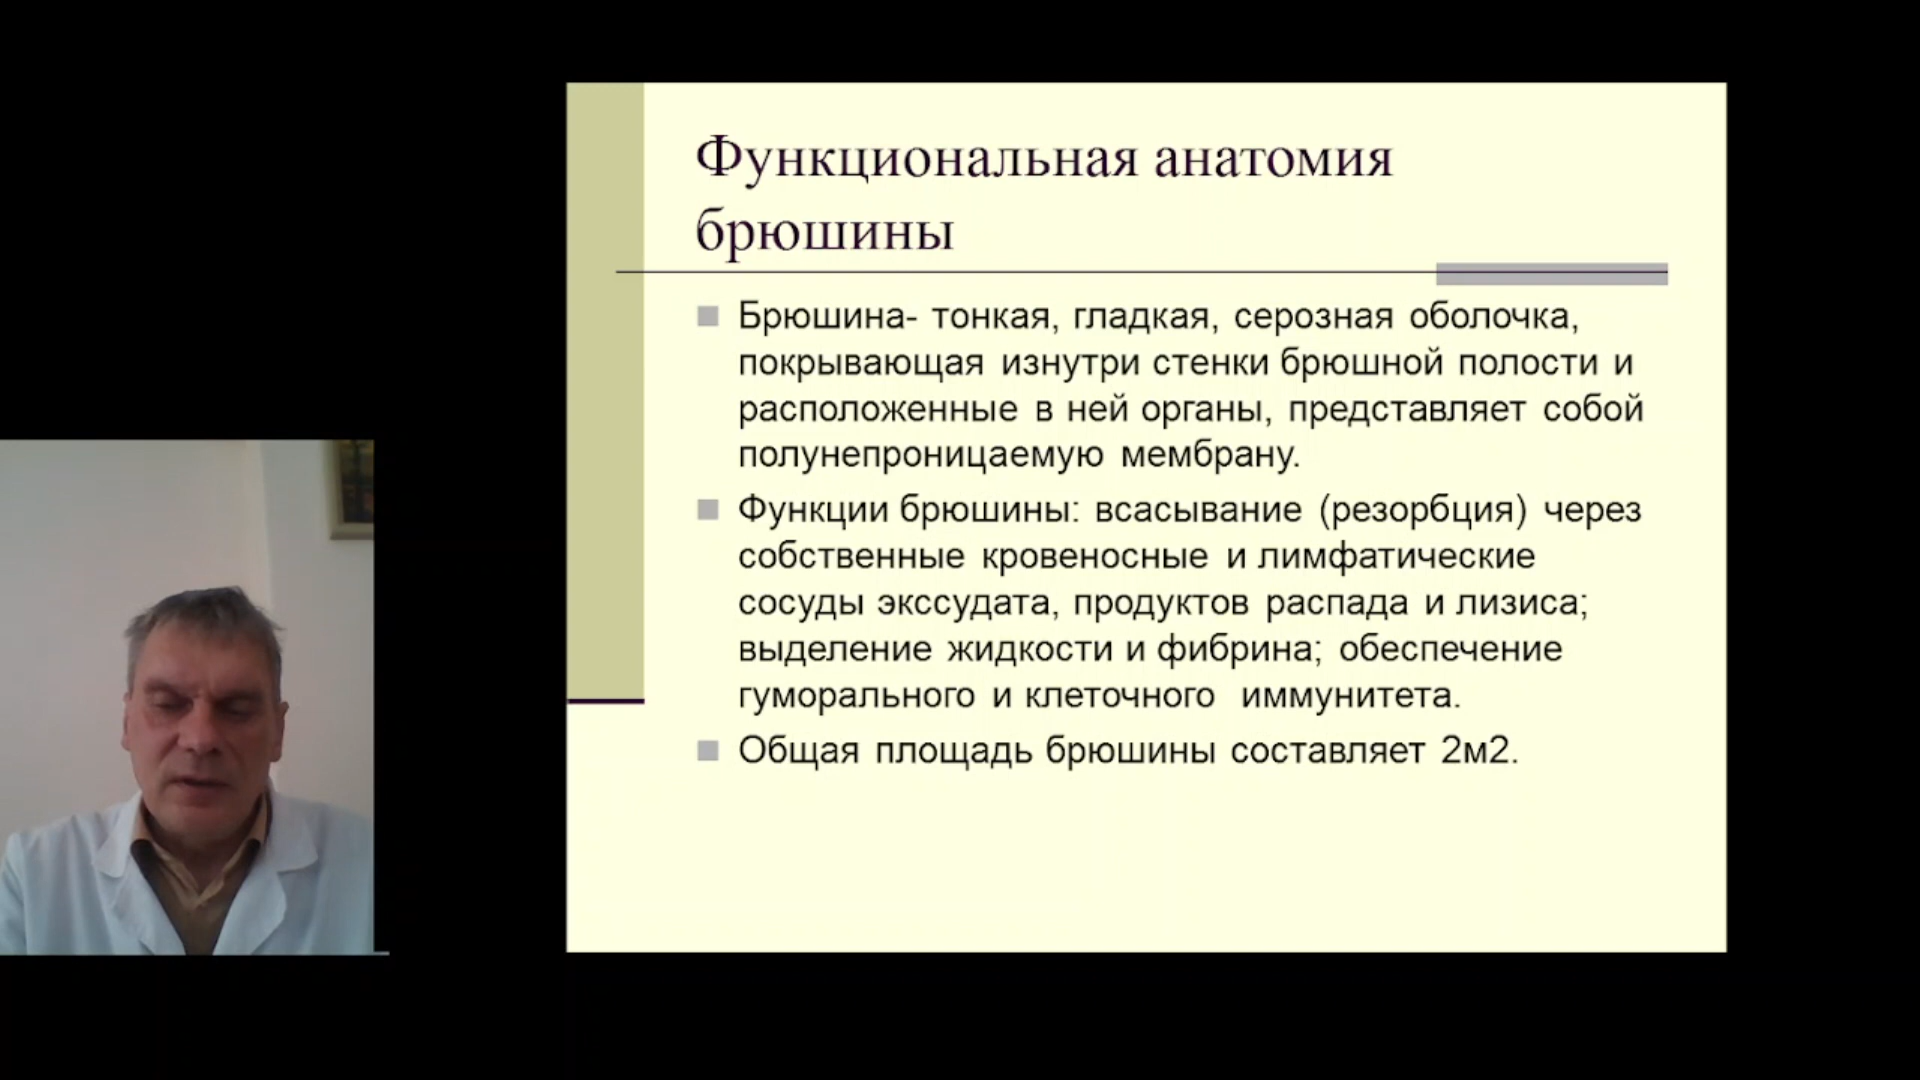 Функциональная анатомия
брюшины
Брюшина- тонкая, гладкая, серозная оболочка,
покрывающая изнутри стенки брюшной полости и
расположенные в ней органы, представляет собой
полунепроницаемую мембрану.
Функции брюшины: всасывание (резорбция) через
собственные кровеносные и лимфатические
сосуды экссудата, продуктов распада и лизиса;
выделение жидкости и фибрина; обеспечение
гуморального и клеточного иммунитета.
Общая площадь брюшины составляет 2м2.